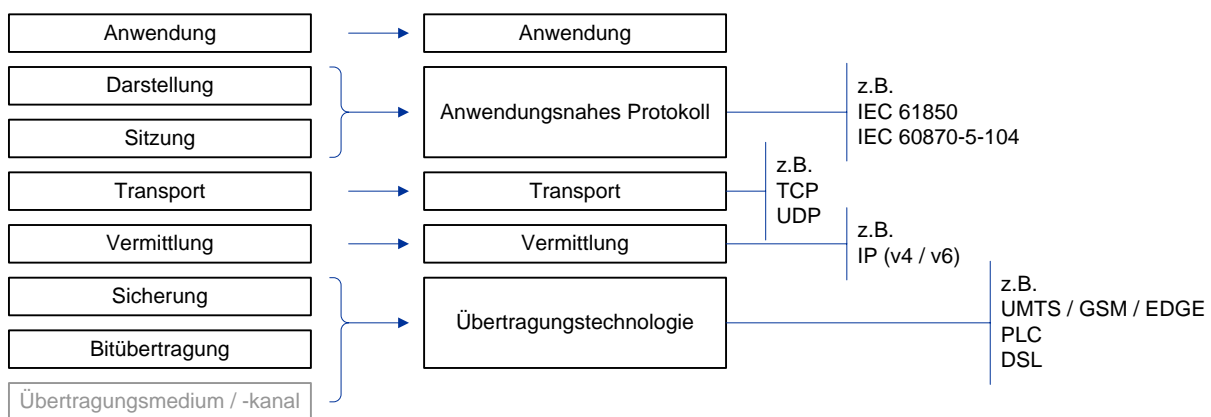 Anwendung
Anwendung
Darstellung
Sitzung
Anwendungsnahes Protokoll
z.B.
IEC 61850
IEC 60870-5-104
Transport
Transport
z.B.
TCP
UDP
Vermittlung
Vermittlung
z.B.
IP (v4 / v6)
Sicherung
Bitübertragung
Übertragungsmedium / -kanal
Übertragungstechnologie
z.B.
UMTS / GSM / EDGE
PLC
DSL